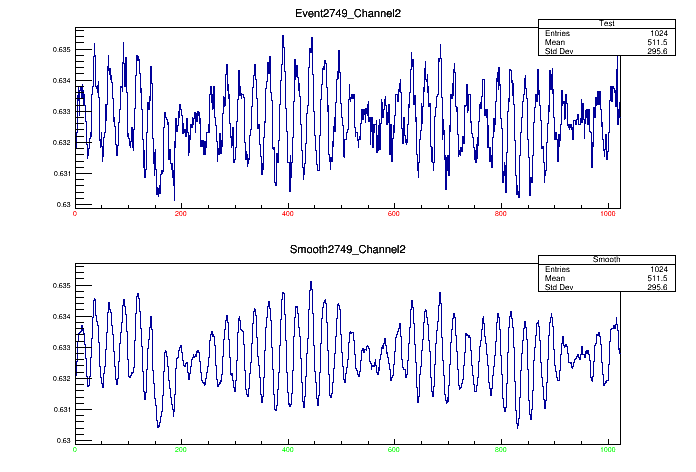 Event2749_Channel2
Test
Entries 1024
Mean 511.5
Std Dev 295.6
0.635
0.634
0.633
0.632
0.631
0.63
0 200 400 600 800 1000
Smooth2749_Channel2
Smooth
Entries 1024
Mean 511.5
Std Dev 295.6
0.635
0.634
0.633
0.632
0.631
0.63
0 200 400 600 800 1000